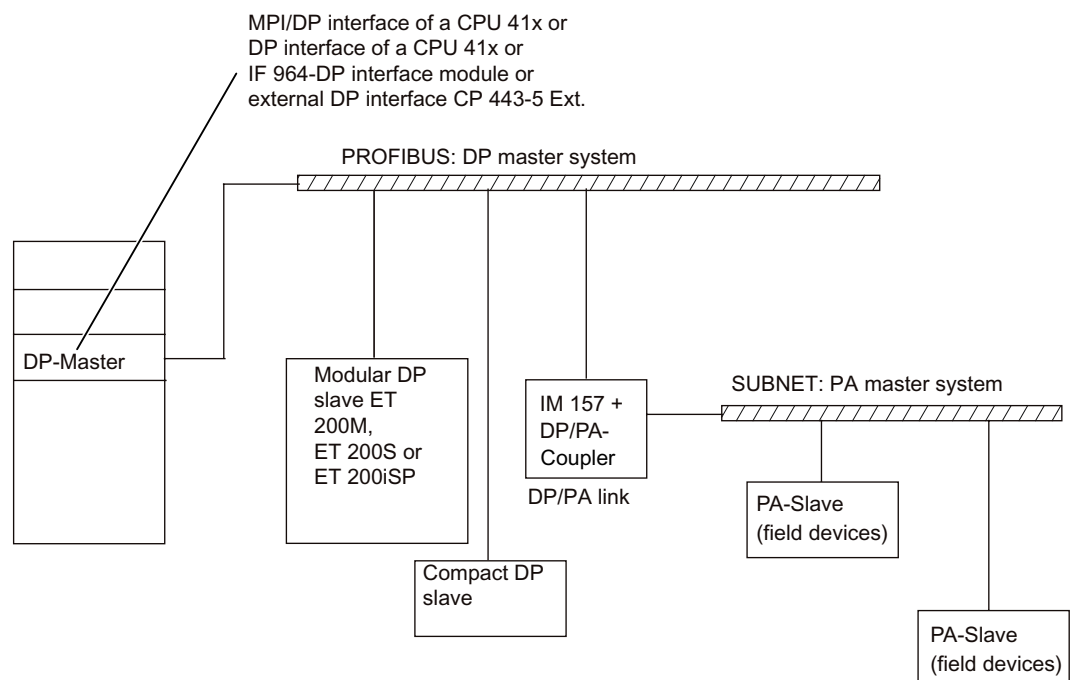 MPI/DP interface of a CPU 41x or
DP interface of a CPU 41x or
IF 964-DP interface module or
external DP interface CP 443-5 Ext.
PROFIBUS: DP master system
DP-Master
Modular DP
slave ET
200M,
ET 200S or
ET 200iSP
IM 157 +
DP/PA-
Coupler
DP/PA link
SUBNET: PA master system
PA-Slave
(field devices)
Compact DP
slave
PA-Slave
(field devices)